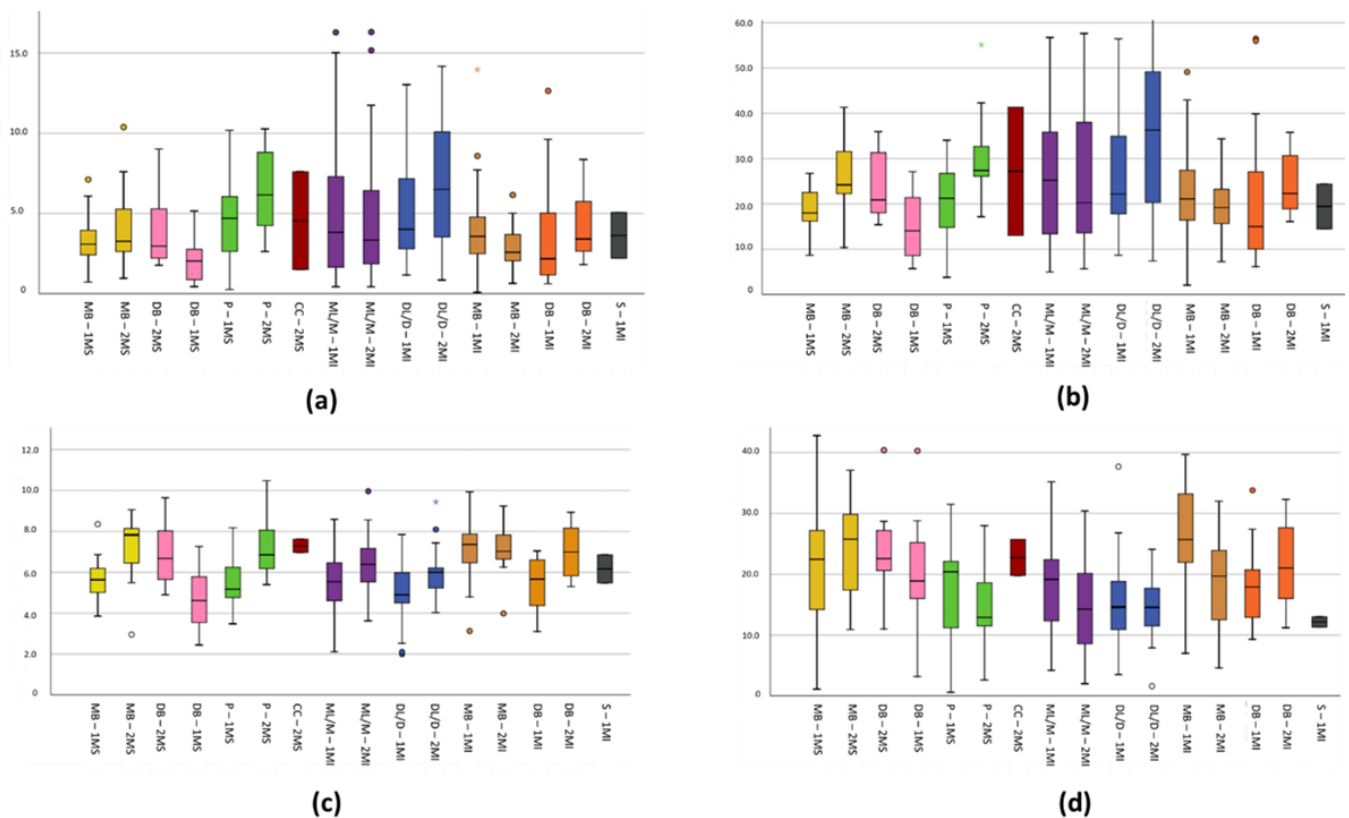 15.0
10.0
5.0
0
MB – 1MS
MB – 2MS
DB – 2MS
DB – 1MS
P – 1MS
P – 2MS
CC – 2MS
ML/M – 1MI
ML/M – 2MI
DL/D – 1MI
DL/D – 2MI
MB – 1MI
MB – 2MI
DB – 1MI
DB – 2MI
S – 1MI
(a)
60.0
50.0
40.0
30.0
20.0
10.0
0
MB – 1MS
MB – 2MS
DB – 2MS
DB – 1MS
P – 1MS
P – 2MS
CC – 2MS
ML/M – 1MI
ML/M – 2MI
DL/D – 1MI
DL/D – 2MI
MB – 1MI
MB – 2MI
DB – 1MI
DB – 2MI
S – 1MI
(b)
12.0
10.0
8.0
6.0
4.0
2.0
0
MB – 1MS
MB – 2MS
DB – 2MS
DB – 1MS
P – 1MS
P – 2MS
CC – 2MS
ML/M – 1MI
ML/M – 2MI
DL/D – 1MI
DL/D – 2MI
MB – 1MI
MB – 2MI
DB – 1MI
DB – 2MI
S – 1MI
(c)
40.0
30.0
20.0
10.0
0
MB – 1MS
MB – 2MS
DB – 2MS
DB – 1MS
P – 1MS
P – 2MS
CC – 2MS
ML/M – 1MI
ML/M – 2MI
DL/D – 1MI
DL/D – 2MI
MB – 1MI
MB – 2MI
DB – 1MI
DB – 2MI
S – 1MI
(d)